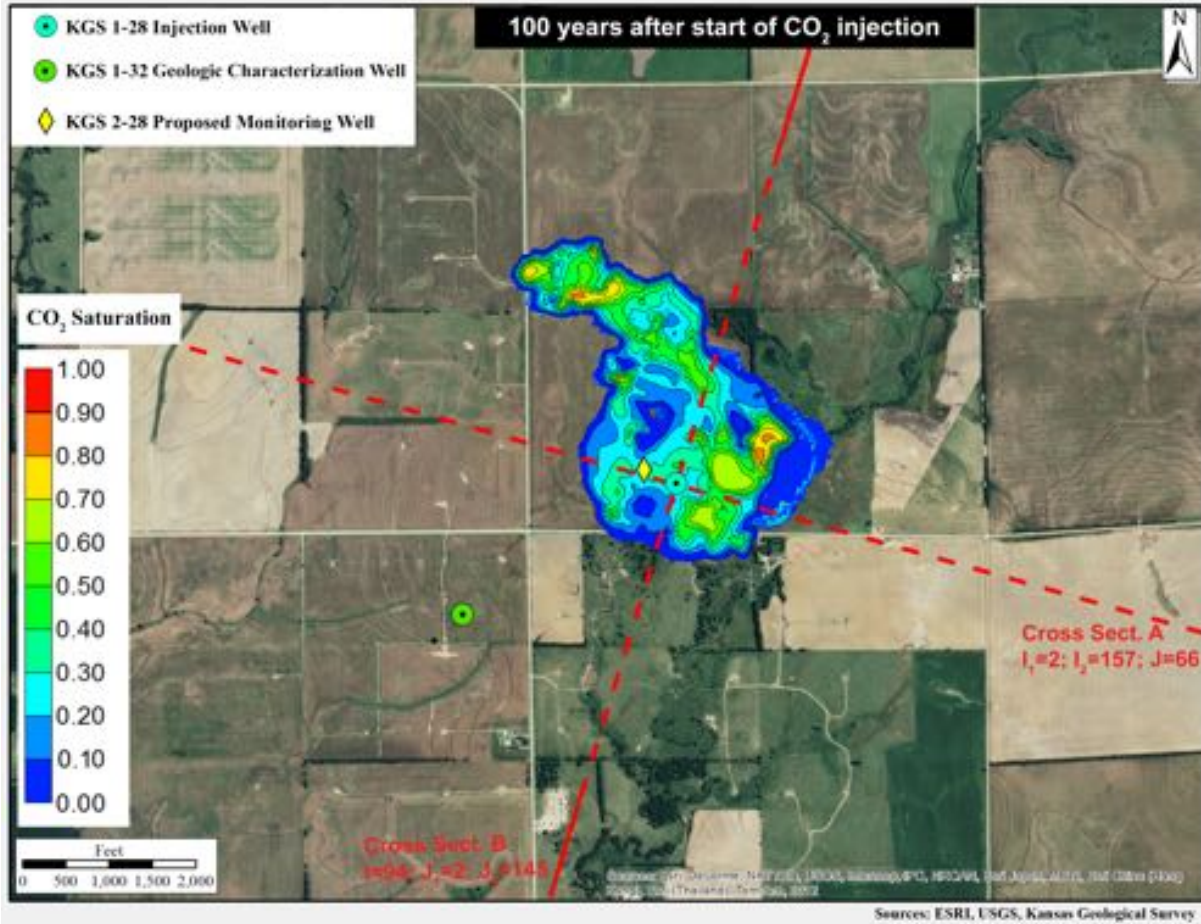 KGS 1-28 Injection Well
KGS 1-32 Geologic Characterization Well
KGS 2-28 Proposed Monitoring Well
100 years after start of CO₂ injection
N
CO₂ Saturation
1.00
0.90
0.80
0.70
0.60
0.50
0.40
0.30
0.20
0.10
0.00
Cross Sect. A
I₁=2; I₂=157; J=66
Cross Sect. B
Feet
0 500 1,000 1,500 2,000
Sources: ESRI, USGS, Kansas Geological Survey